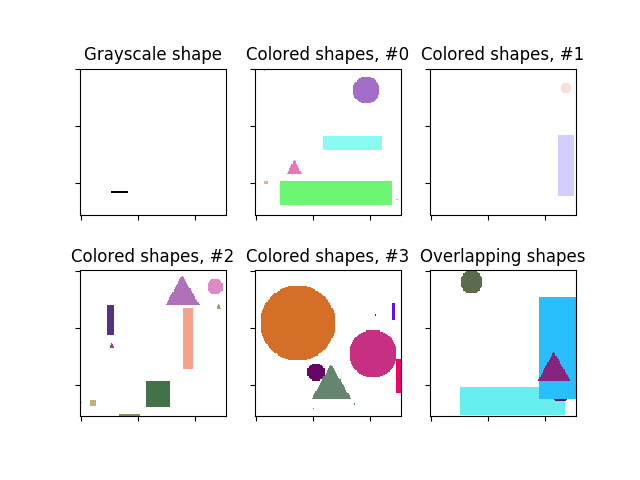 Grayscale shape
Colored shapes, #0
Colored shapes, #1
Colored shapes, #2
Colored shapes, #3
Overlapping shapes